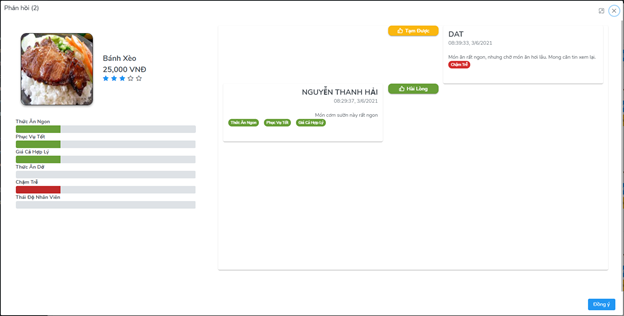 Phản hồi (2)
Bánh Xèo
25,000 VNĐ
Thức Ăn Ngon
Phục Vụ Tốt
Giá Cả Hợp Lý
Thức Ăn Dở
Chậm Trễ
Thái Độ Nhân Viên
Tạm Được
DAT
08:39:33, 3/6/2021
Món ăn rất ngon, nhưng chờ món ăn hơi lâu. Mong cần tin xem lại.
Chậm Trễ
Hài Lòng
NGUYỄN THANH HẢI
08:29:37, 3/6/2021
Món cơm sườn này rất ngon
Thức Ăn Ngon
Phục Vụ Tốt
Giá Cả Hợp Lý
Đồng ý